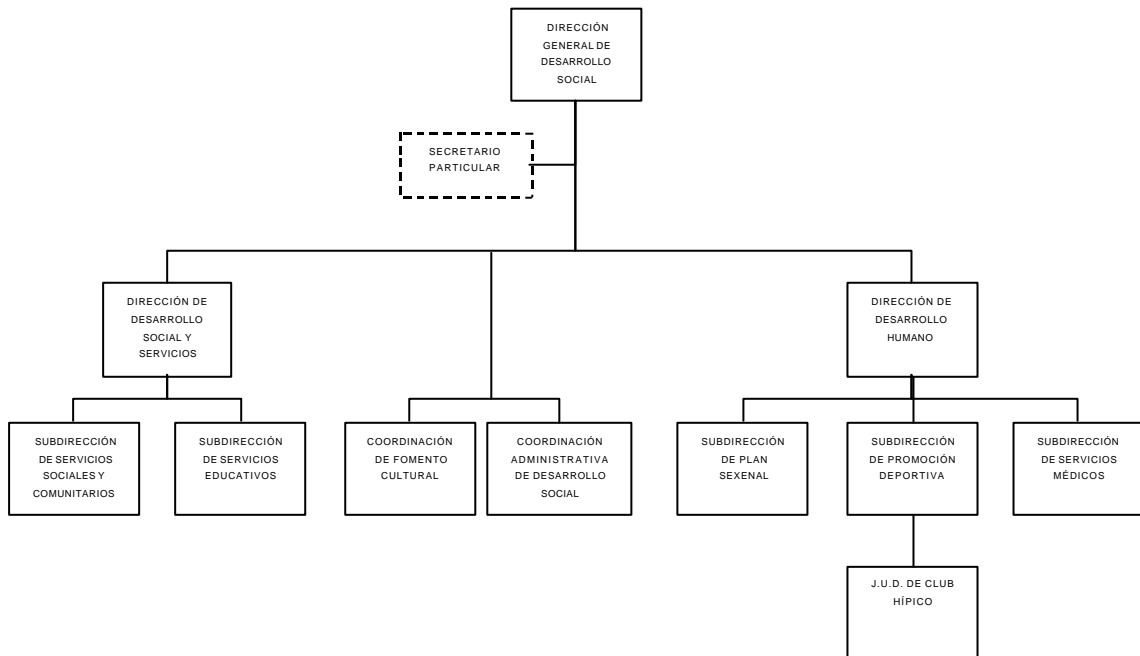 DIRECCIÓN
GENERAL DE
DESARROLLO
SOCIAL
SECRETARIO
PARTICULAR
DIRECCIÓN DE
DESARROLLO
SOCIAL Y
SERVICIOS
DIRECCIÓN DE
DESARROLLO
HUMANO
SUBDIRECCIÓN
DE SERVICIOS
SOCIALES Y
COMUNITARIOS
SUBDIRECCIÓN
DE SERVICIOS
EDUCATIVOS
COORDINACIÓN
DE FOMENTO
CULTURAL
COORDINACIÓN
ADMINISTRATIVA
DE DESARROLLO
SOCIAL
SUBDIRECCIÓN
DE PLAN
SEXENAL
SUBDIRECCIÓN
DE PROMOCIÓN
DEPORTIVA
SUBDIRECCIÓN
DE SERVICIOS
MÉDICOS
J.U.D. DE CLUB
HÍPICO